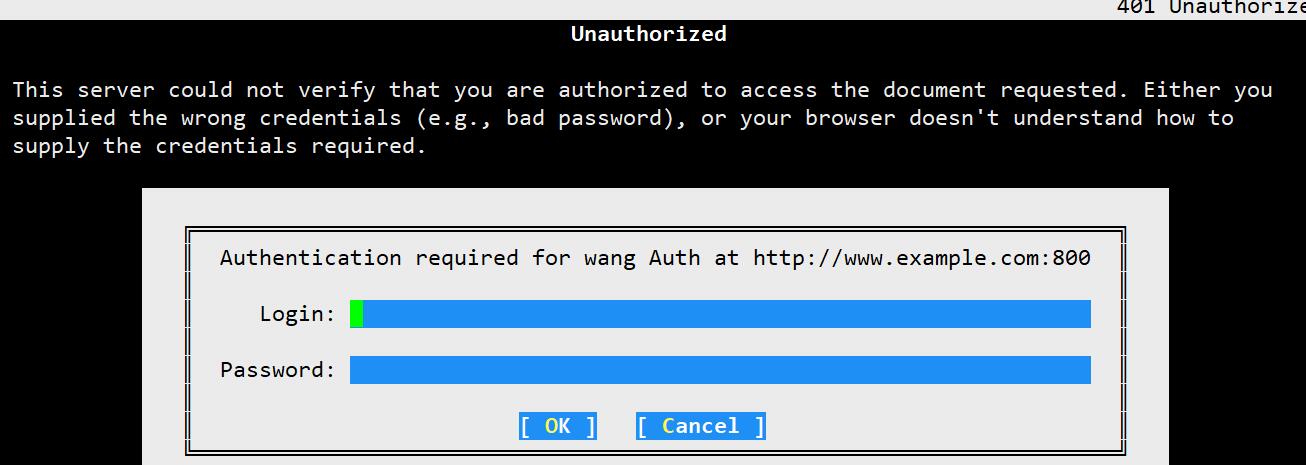 401 Unauthorize
Unauthorized
This server could not verify that you are authorized to access the document requested. Either you
supplied the wrong credentials (e.g., bad password), or your browser doesn't understand how to
supply the credentials required.
Authentication required for wang Auth at http://www.example.com:800
Login:
Password:
[ OK ] [ Cancel ]